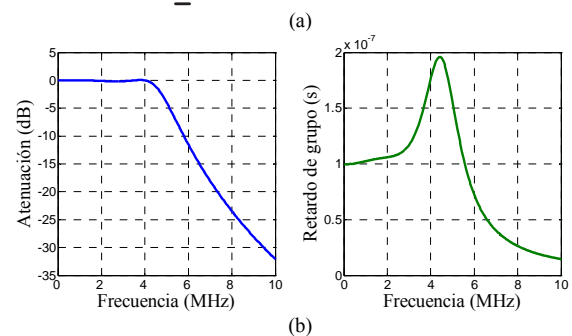 (a)
5
0
-5
-10
-15
-20
-25
-30
-35
0 2 4 6 8 10
Atenuación (dB)
Frecuencia (MHz)
2 x 10-7
1.5
1
0.5
0
0 2 4 6 8 10
Retardo de grupo (s)
Frecuencia (MHz)
(b)